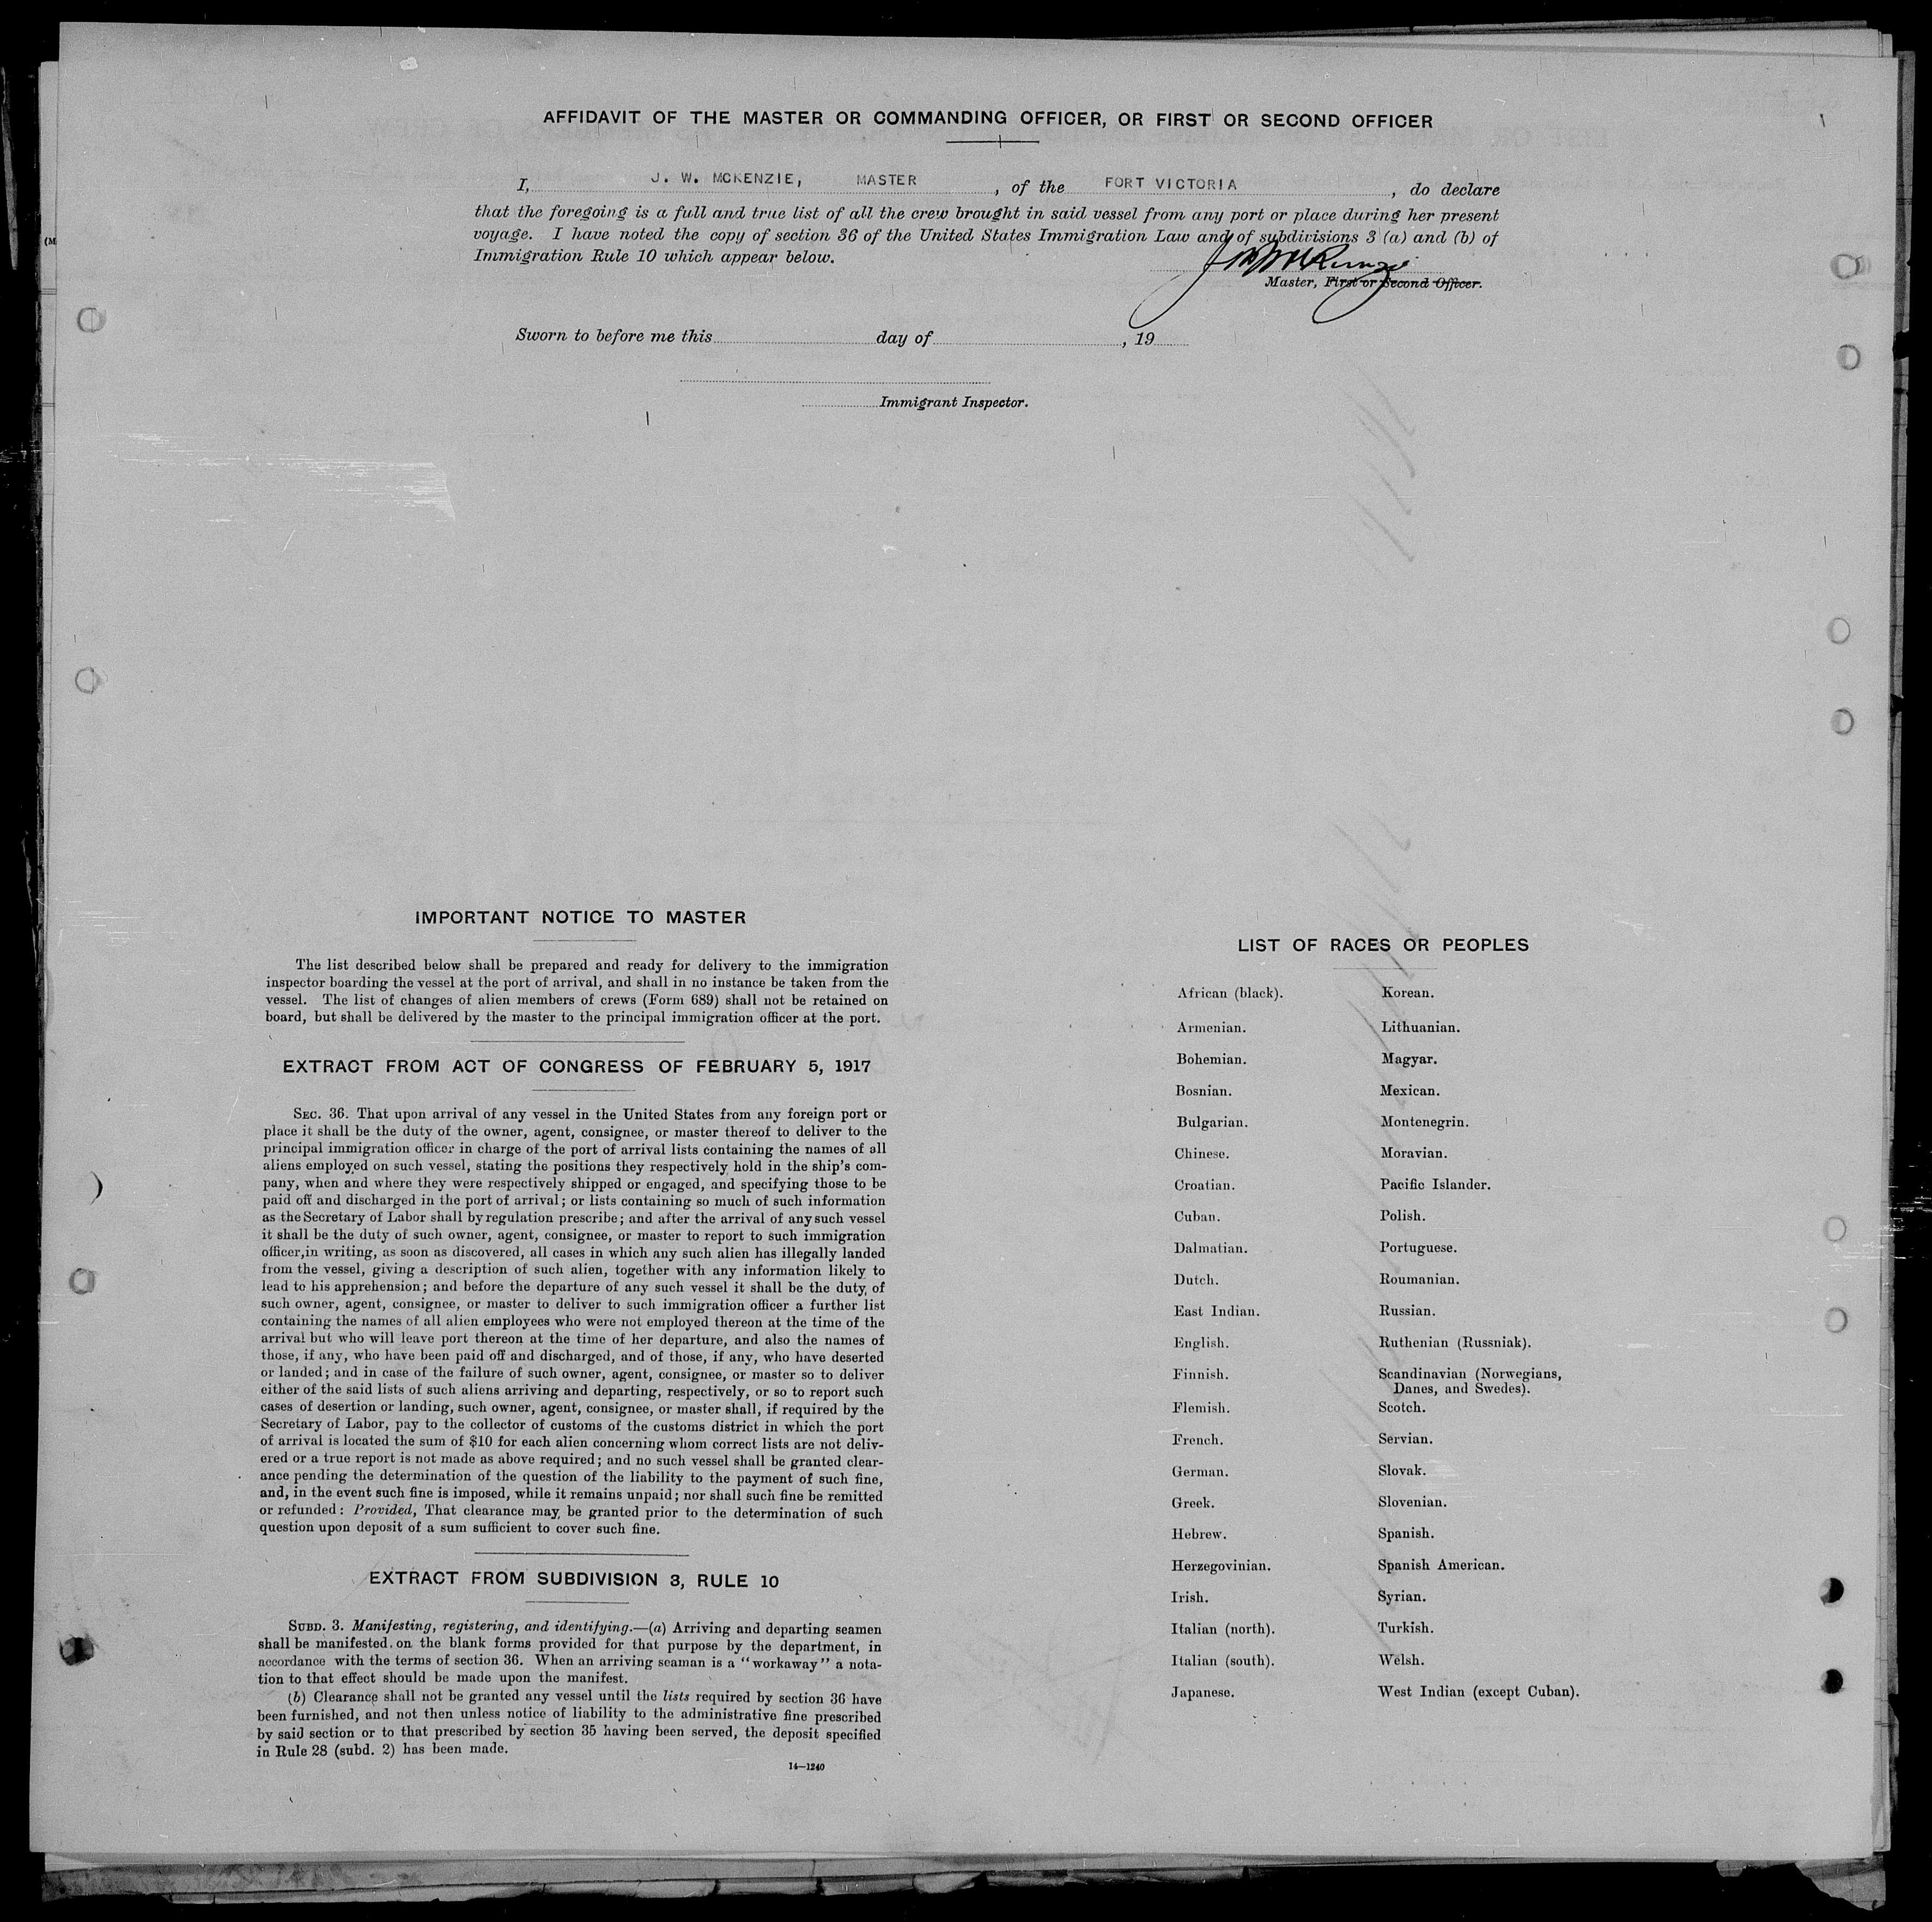 AFFIDAVIT OF THE MASTER OR COMMANDING OFFICER, OR FIRST OR SECOND OFFICER
I, J. W. MCKENZIE, MASTER, of the FORT VICTORIA, do declare
that the foregoing is a full and true list of all the crew brought in said vessel from any port or place during her present
voyage. I have noted the copy of section 36 of the United States Immigration Law and of subdivisions 3 (a) and (b) of
Immigration Rule 10 which appear below.
J W McKenzie
Master, First or Second Officer.
Sworn to before me this day of , 19
Immigrant Inspector.
IMPORTANT NOTICE TO MASTER
The list described below shall be prepared and ready for delivery to the immigration
inspector boarding the vessel at the port of arrival, and shall in no instance be taken from the
vessel. The list of changes of alien members of crews (Form 689) shall not be retained on
board, but shall be delivered by the master to the principal immigration officer at the port.
EXTRACT FROM ACT OF CONGRESS OF FEBRUARY 5, 1917
SEC. 36. That upon arrival of any vessel in the United States from any foreign port or
place it shall be the duty of the owner, agent, consignee, or master thereof to deliver to the
principal immigration officer in charge of the port of arrival lists containing the names of all
aliens employed on such vessel, stating the positions they respectively hold in the ship's com-
pany, when and where they were respectively shipped or engaged, and specifying those to be
paid off and discharged in the port of arrival; or lists containing so much of such information
as the Secretary of Labor shall by regulation prescribe; and after the arrival of any such vessel
it shall be the duty of such owner, agent, consignee, or master to report to such immigration
officer, in writing, as soon as discovered, all cases in which any such alien has illegally landed
from the vessel, giving a description of such alien, together with any information likely to
lead to his apprehension; and before the departure of any such vessel it shall be the duty of
such owner, agent, consignee, or master to deliver to such immigration officer a further list
containing the names of all alien employees who were not employed thereon at the time of the
arrival but who will leave port thereon at the time of her departure, and also the names of
those, if any, who have been paid off and discharged, and of those, if any, who have deserted
or landed; and in case of the failure of such owner, agent, consignee, or master so to deliver
either of the said lists of such aliens arriving and departing, respectively, or so to report such
cases of desertion or landing, such owner, agent, consignee, or master shall, if required by the
Secretary of Labor, pay to the collector of customs of the customs district in which the port
of arrival is located the sum of $10 for each alien concerning whom correct lists are not deliv-
ered or a true report is not made as above required; and no such vessel shall be granted clear-
ance pending the determination of the question of the liability to the payment of such fine,
and, in the event such fine is imposed, while it remains unpaid; nor shall such fine be remitted
or refunded: Provided, That clearance may be granted prior to the determination of such
question upon deposit of a sum sufficient to cover such fine.
EXTRACT FROM SUBDIVISION 3, RULE 10
SUBD. 3. Manifesting, registering, and identifying.—(a) Arriving and departing seamen
shall be manifested on the blank forms provided for that purpose by the department, in
accordance with the terms of section 36. When an arriving seaman is a "workaway" a nota-
tion to that effect should be made upon the manifest.
(b) Clearance shall not be granted any vessel until the lists required by section 36 have
been furnished, and not then unless notice of liability to the administrative fine prescribed
by said section or to that prescribed by section 35 having been served, the deposit specified
in Rule 28 (subd. 2) has been made.
14—1240
LIST OF RACES OR PEOPLES
African (black).
Armenian.
Bohemian.
Bosnian.
Bulgarian.
Chinese.
Croatian.
Cuban.
Dalmatian.
Dutch.
East Indian.
English.
Finnish.
Flemish.
French.
German.
Greek.
Hebrew.
Herzegovinian.
Irish.
Italian (north).
Italian (south).
Japanese.
Korean.
Lithuanian.
Magyar.
Mexican.
Montenegrin.
Moravian.
Pacific Islander.
Polish.
Portuguese.
Roumanian.
Russian.
Ruthenian (Russniak).
Scandinavian (Norwegians,
Danes, and Swedes).
Scotch.
Servian.
Slovak.
Slovenian.
Spanish.
Spanish American.
Syrian.
Turkish.
Welsh.
West Indian (except Cuban).